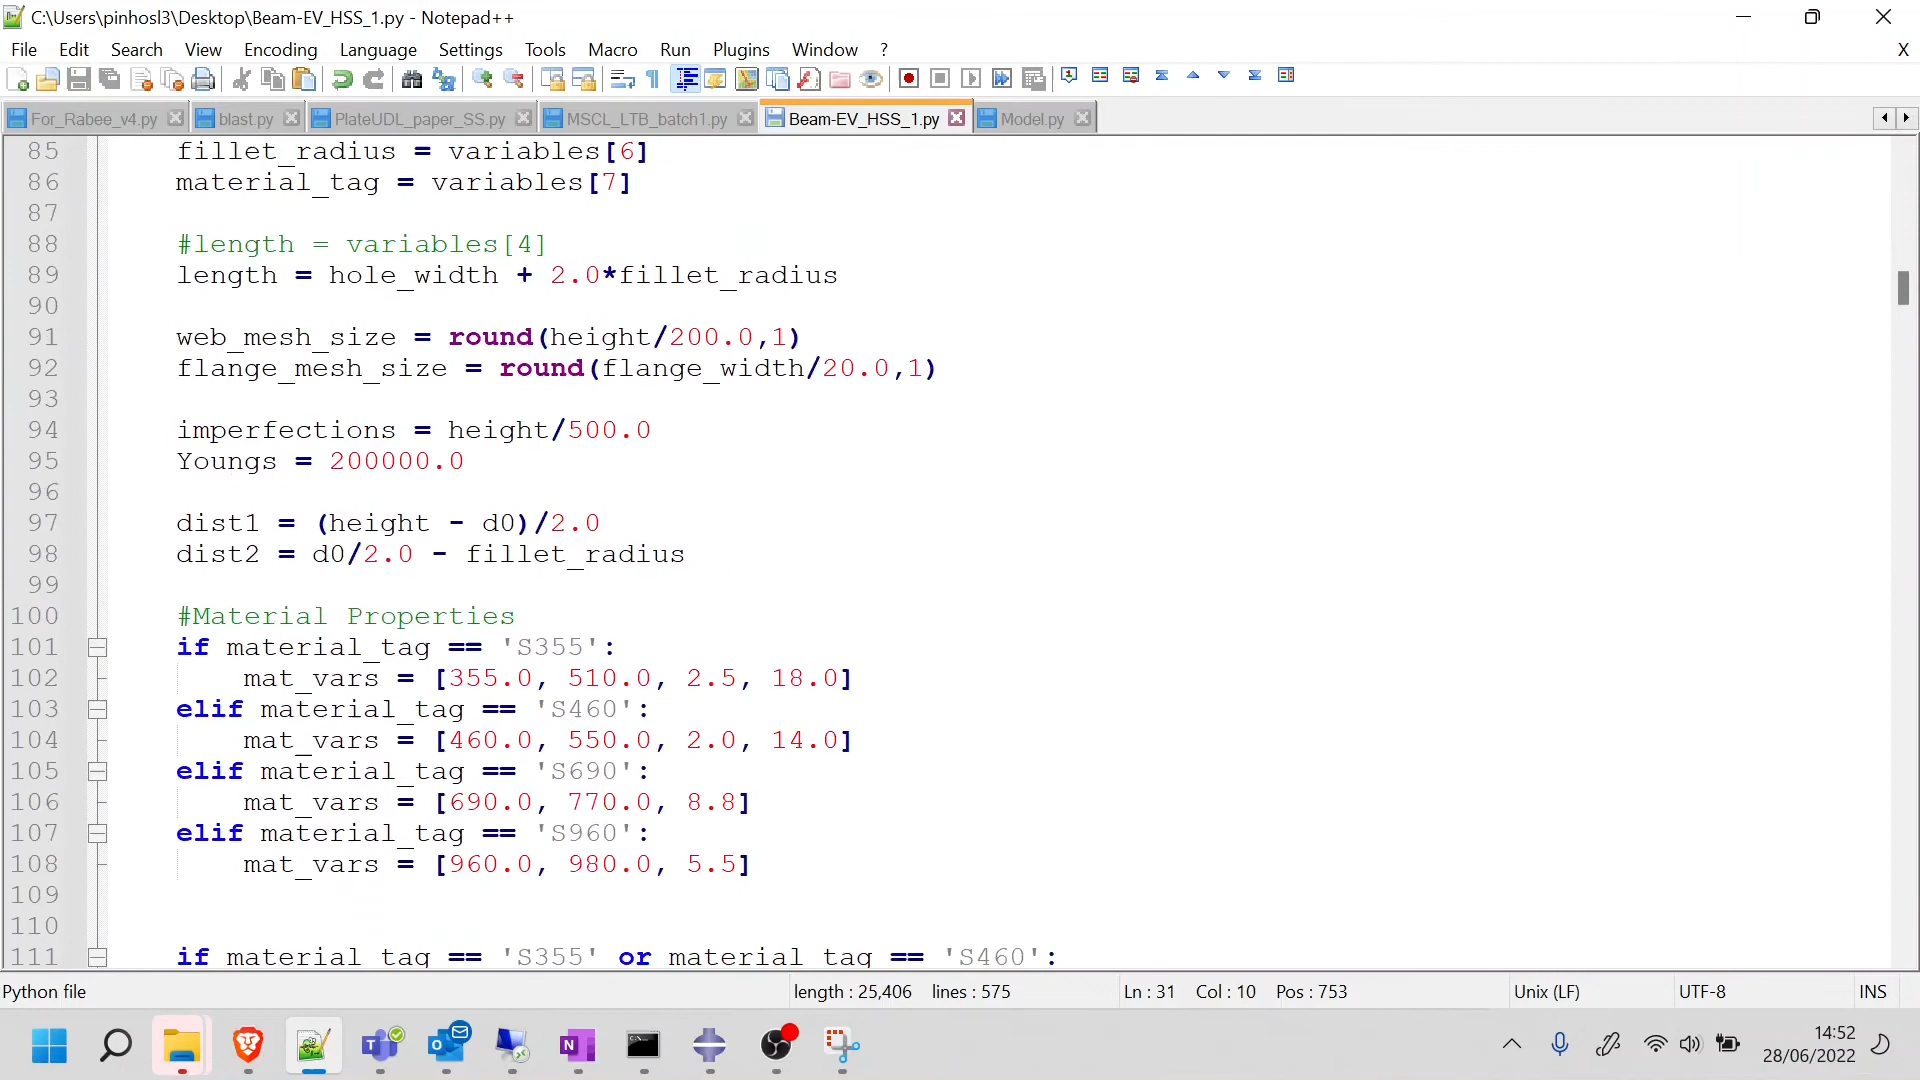 C:\Users\pinhosl3\Desktop\Beam-EV_HSS_1.py - Notepad++
File Edit Search View Encoding Language Settings Tools Macro Run Plugins Window ? X
For_Rabee_v4.py blast.py PlateUDL_paper_SS.py MSCL_LTB_batch1.py Beam-EV_HSS_1.py Model.py
85 fillet_radius = variables[6]
86 material_tag = variables[7]
87
88 #length = variables[4]
89 length = hole_width + 2.0*fillet_radius
90
91 web_mesh_size = round(height/200.0,1)
92 flange_mesh_size = round(flange_width/20.0,1)
93
94 imperfections = height/500.0
95 Youngs = 200000.0
96
97 dist1 = (height - d0)/2.0
98 dist2 = d0/2.0 - fillet_radius
99
100 #Material Properties
101 if material_tag == 'S355':
102 mat_vars = [355.0, 510.0, 2.5, 18.0]
103 elif material_tag == 'S460':
104 mat_vars = [460.0, 550.0, 2.0, 14.0]
105 elif material_tag == 'S690':
106 mat_vars = [690.0, 770.0, 8.8]
107 elif material_tag == 'S960':
108 mat_vars = [960.0, 980.0, 5.5]
109
110
111 if material_tag == 'S355' or material_tag == 'S460':
Python file length : 25,406 lines : 575 Ln : 31 Col : 10 Pos : 753 Unix (LF) UTF-8 INS
14:52
28/06/2022